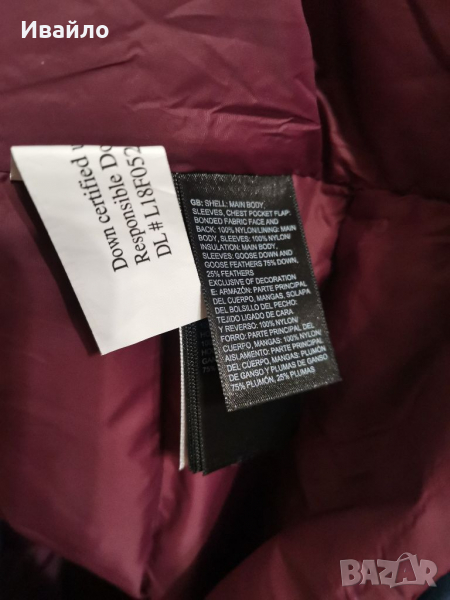 Ивайло
Down certified
Responsible Do
DL# L18F052
GB: SHELL: MAIN BODY,
SLEEVES, CHEST POCKET FLAP:
BONDED FABRIC FACE AND
BACK: 100% NYLON/LINING: MAIN
BODY, SLEEVES: 100% NYLON/
INSULATION: MAIN BODY,
SLEEVES: GOOSE DOWN AND
GOOSE FEATHERS 75% DOWN,
25% FEATHERS
EXCLUSIVE OF DECORATION
E: ARMAZÓN: PARTE PRINCIPAL
DEL CUERPO, MANGAS, SOLAPA
DEL BOLSILLO DEL PECHO:
TEJIDO LIGADO DE CARA
Y REVERSO: 100% NYLON/
FORRO: PARTE PRINCIPAL DEL
CUERPO, MANGAS: 100% NYLON/
AISLAMIENTO: PARTE PRINCIPAL
DEL CUERPO, MANGAS: PLUMÓN
DE GANSO Y PLUMAS DE GANSO
75% PLUMÓN, 25% PLUMAS
BAZAR